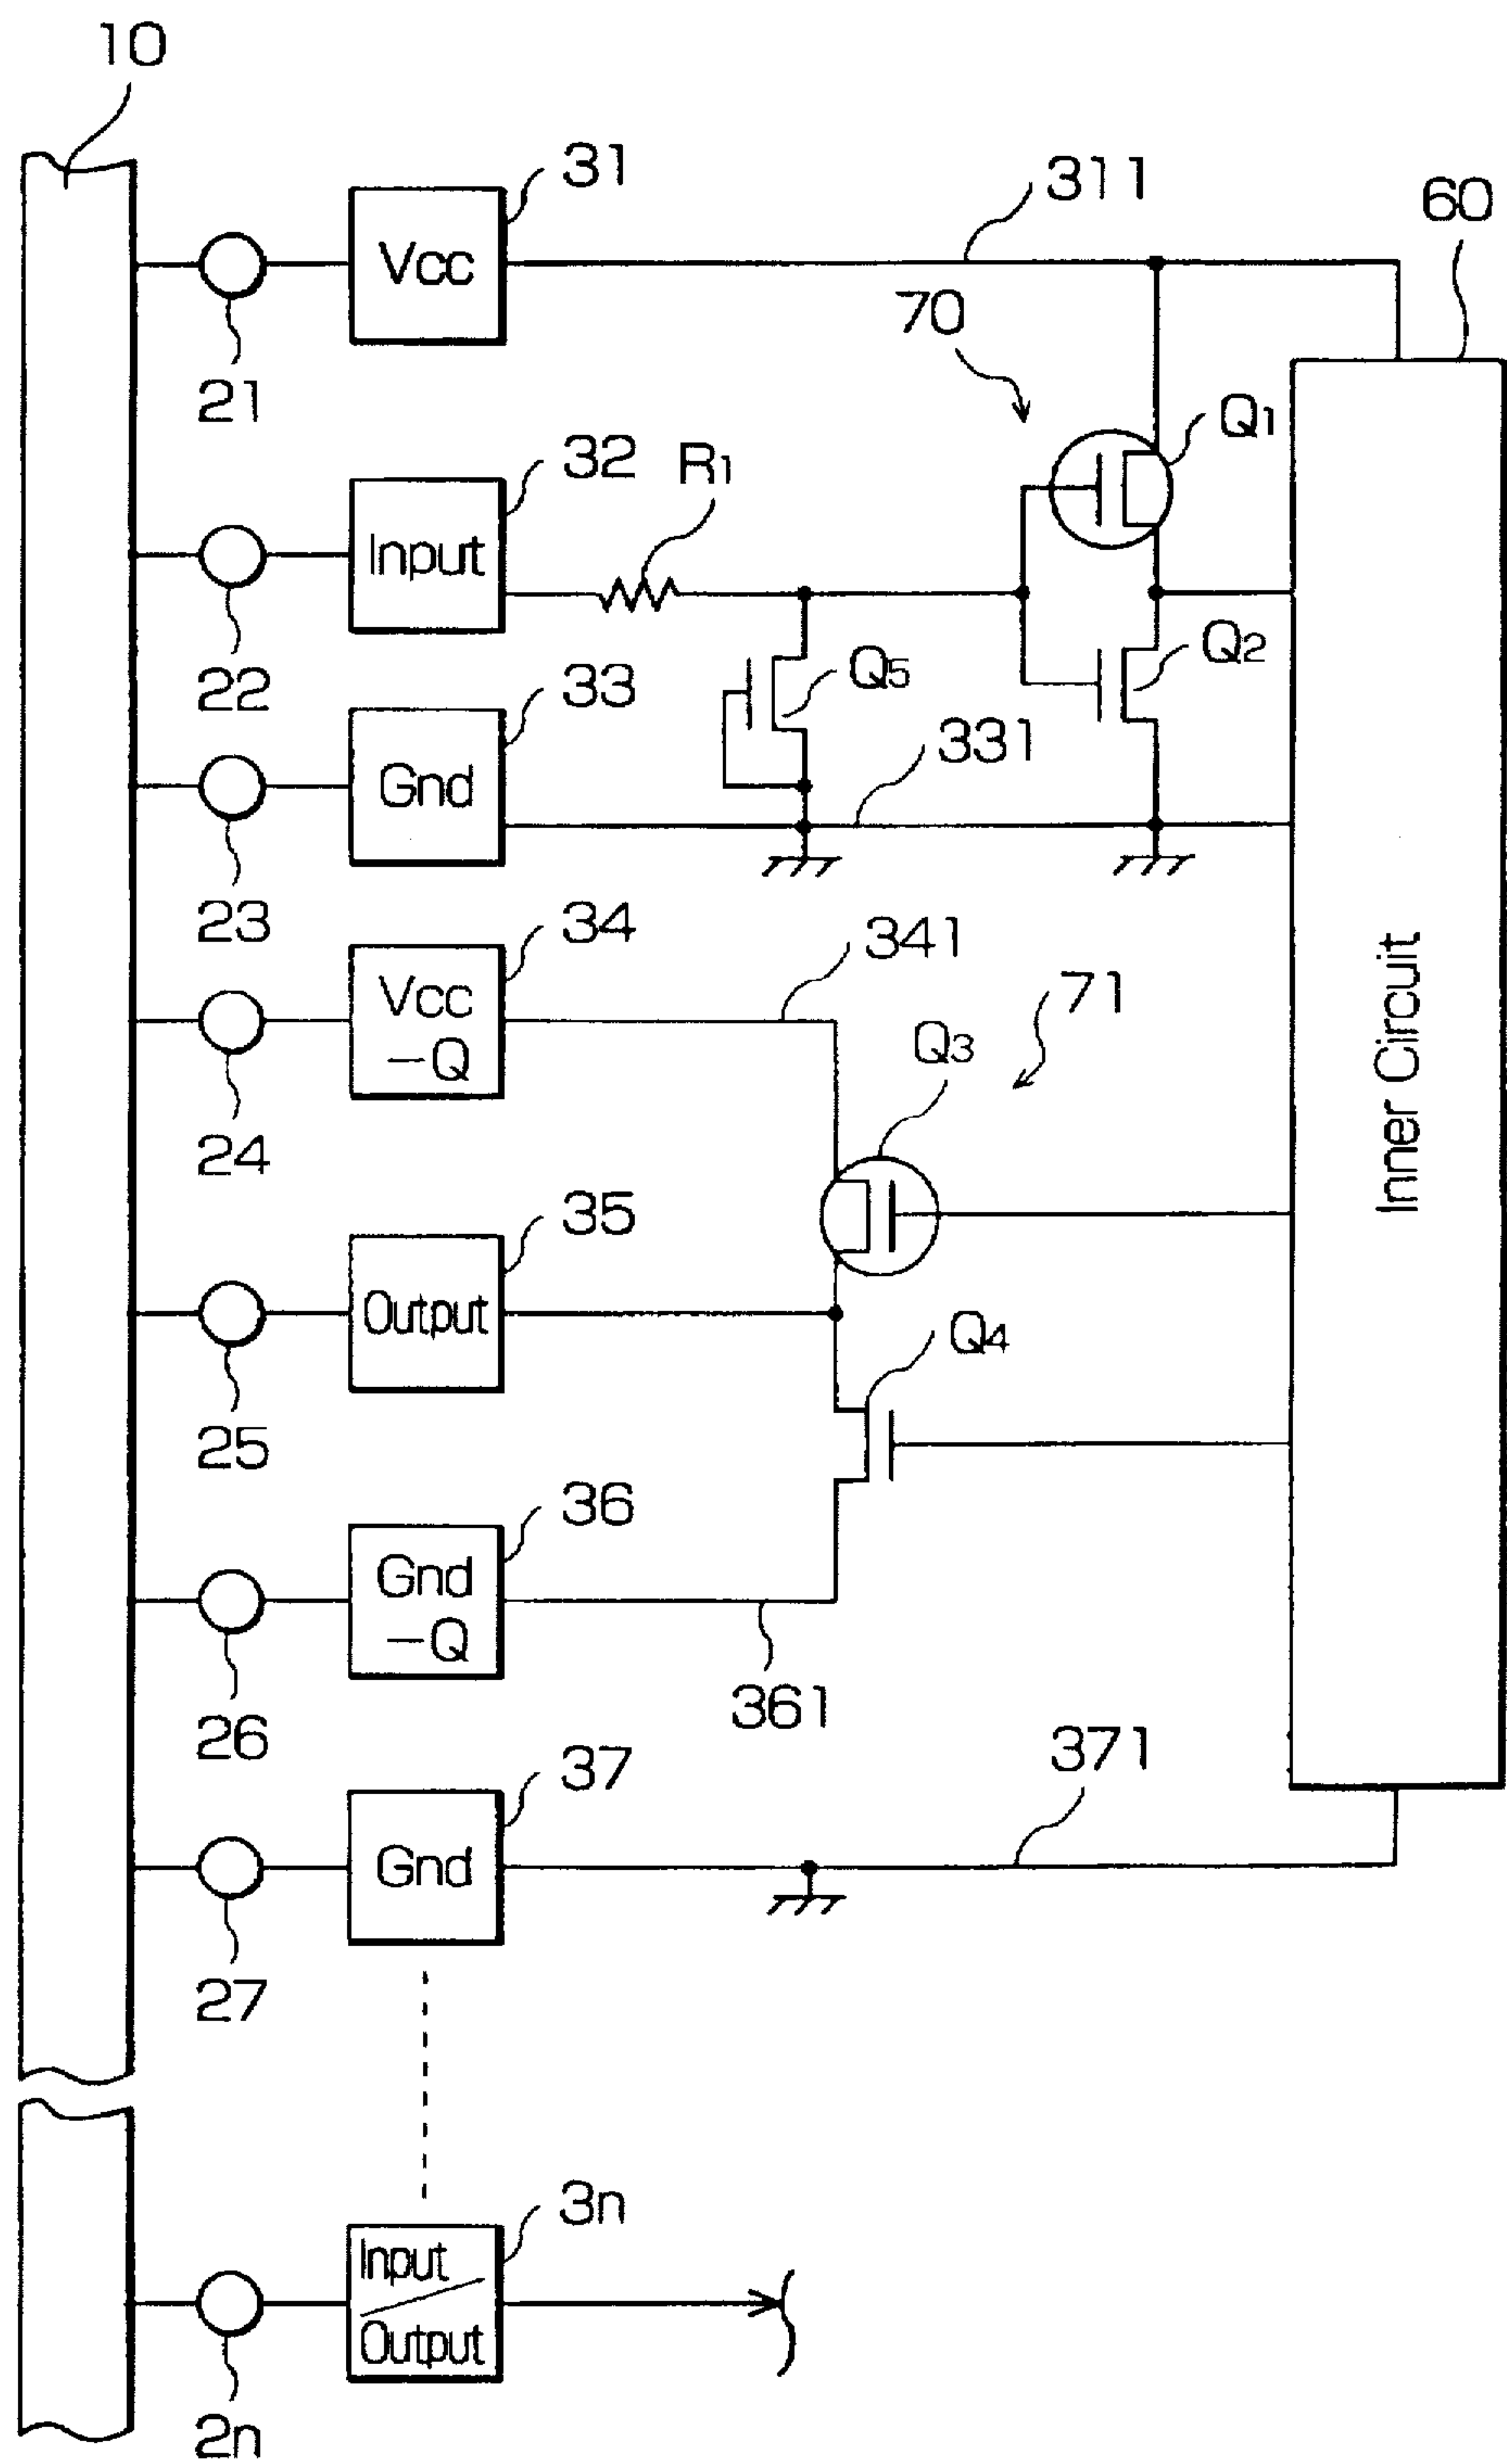 10
31
Vcc
21
311
60
70
Q1
32
Input
R1
22
Q2
Q5
33
Gnd
331
23
34
Vcc
-Q
341
71
Q3
24
Inner Circuit
35
Output
Q4
25
36
Gnd
-Q
361
26
37
Gnd
371
27
3n
Input
Output
2n